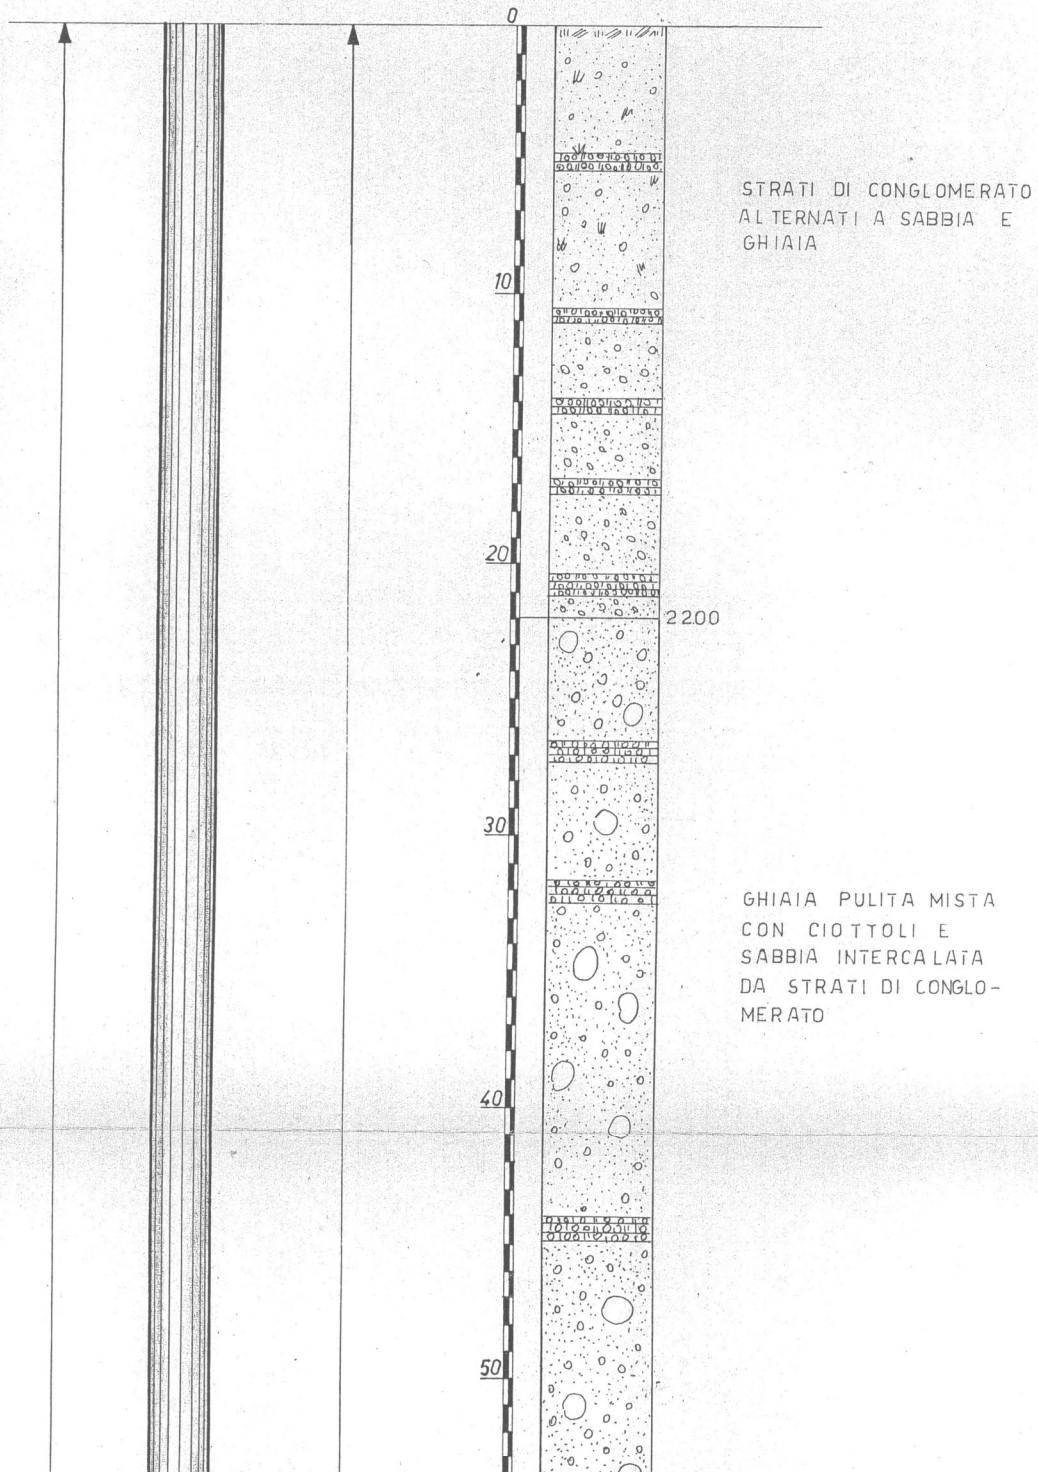 0
STRATI DI CONGLOMERATO
ALTERNATI A SABBIA E
GHIAIA
10
20
22.00
30
GHIAIA PULITA MISTA
CON CIOTTOLI E
SABBIA INTERCALATA
DA STRATI DI CONGLO-
MERATO
40
50